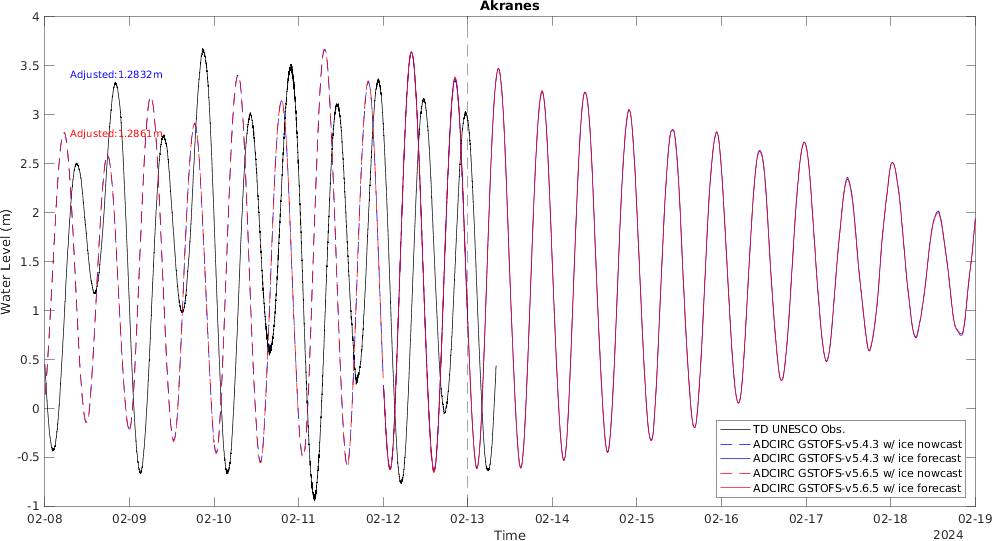 Akranes
4
3.5
3
2.5
2
1.5
1
0.5
0
-0.5
-1
Water Level (m)
Adjusted:1.2832m
Adjusted:1.2861m
TD UNESCO Obs.
ADCIRC GSTOFS-v5.4.3 w/ ice nowcast
ADCIRC GSTOFS-v5.4.3 w/ ice forecast
ADCIRC GSTOFS-v5.6.5 w/ ice nowcast
ADCIRC GSTOFS-v5.6.5 w/ ice forecast
02-08 02-09 02-10 02-11 02-12 02-13 02-14 02-15 02-16 02-17 02-18 02-19
Time
2024